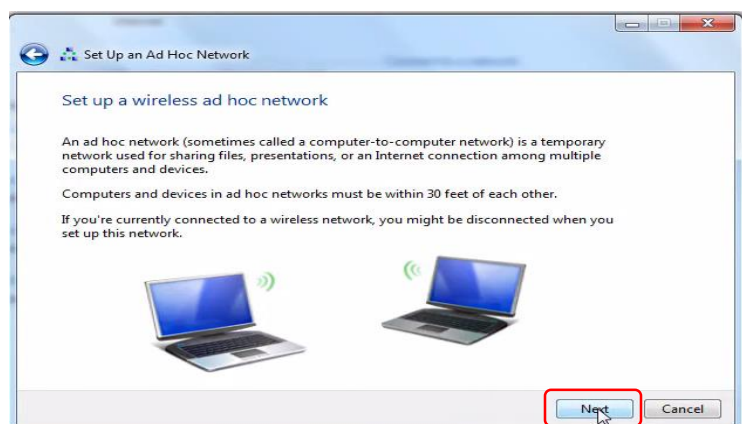 Set Up an Ad Hoc Network
Set up a wireless ad hoc network
An ad hoc network (sometimes called a computer-to-computer network) is a temporary
network used for sharing files, presentations, or an Internet connection among multiple
computers and devices.
Computers and devices in ad hoc networks must be within 30 feet of each other.
If you're currently connected to a wireless network, you might be disconnected when you
set up this network.
Next Cancel